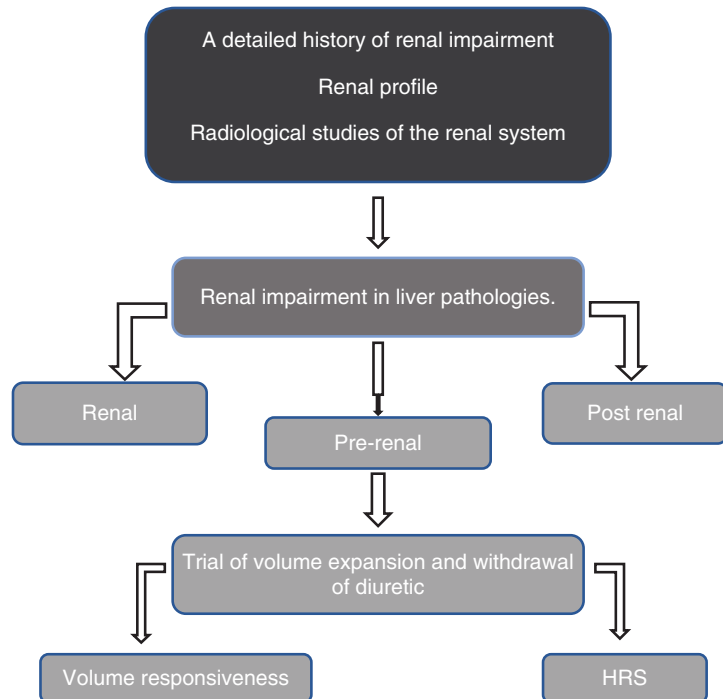 A detailed history of renal impairment
Renal profile
Radiological studies of the renal system
Renal impairment in liver pathologies.
Renal
Post renal
Pre-renal
Trial of volume expansion and withdrawal
of diuretic
Volume responsiveness
HRS